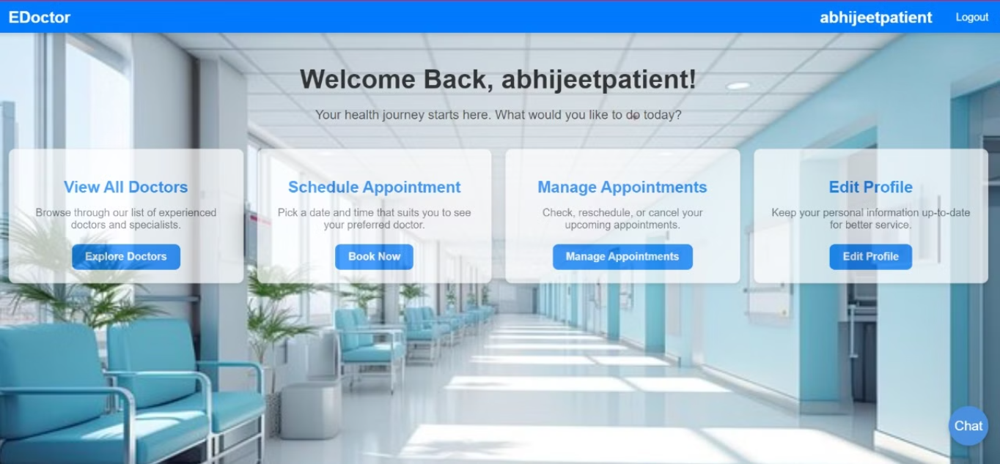 EDoctor
abhijeetpatient
Logout
Welcome Back, abhijeetpatient!
Your health journey starts here. What would you like to do today?
View All Doctors
Browse through our list of experienced
doctors and specialists.
Explore Doctors
Schedule Appointment
Pick a date and time that suits you to see
your preferred doctor.
Book Now
Manage Appointments
Check, reschedule, or cancel your
upcoming appointments.
Manage Appointments
Edit Profile
Keep your personal information up-to-date
for better service.
Edit Profile
Chat